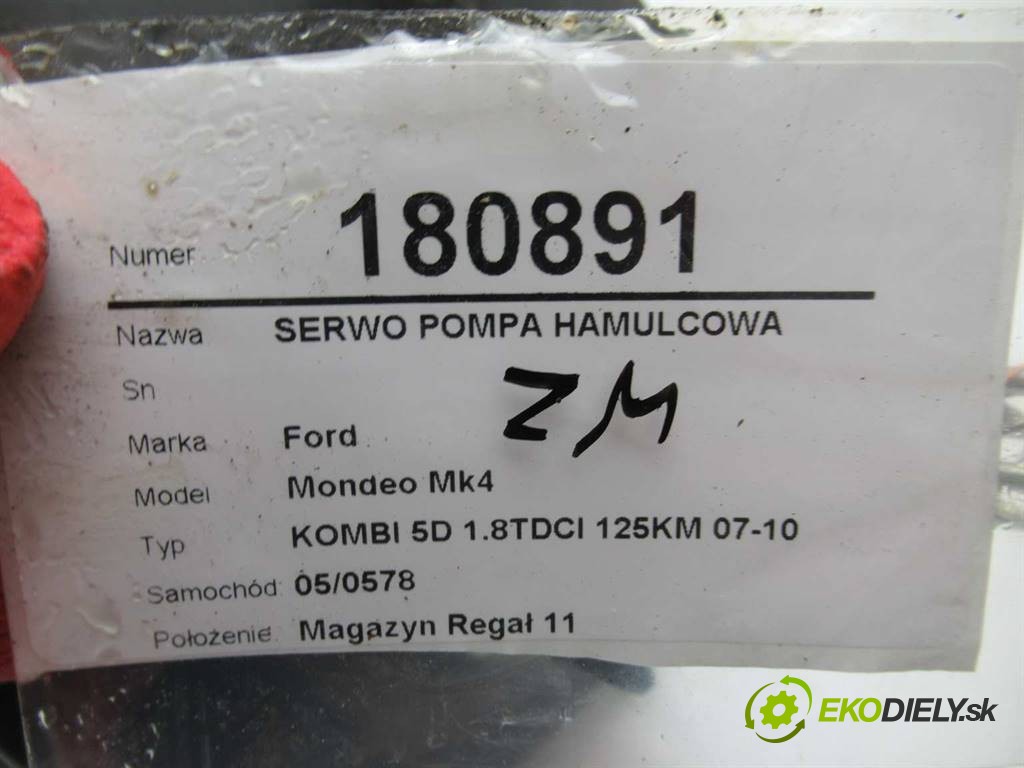 Numer 180891
Nazwa SERWO POMPA HAMULCOWA
Sn
ZM
Marka Ford
Model Mondeo Mk4
Typ KOMBI 5D 1.8TDCI 125KM 07-10
Samochód: 05/0578
Położenie: Magazyn Regał 11
EKODIELY.sk